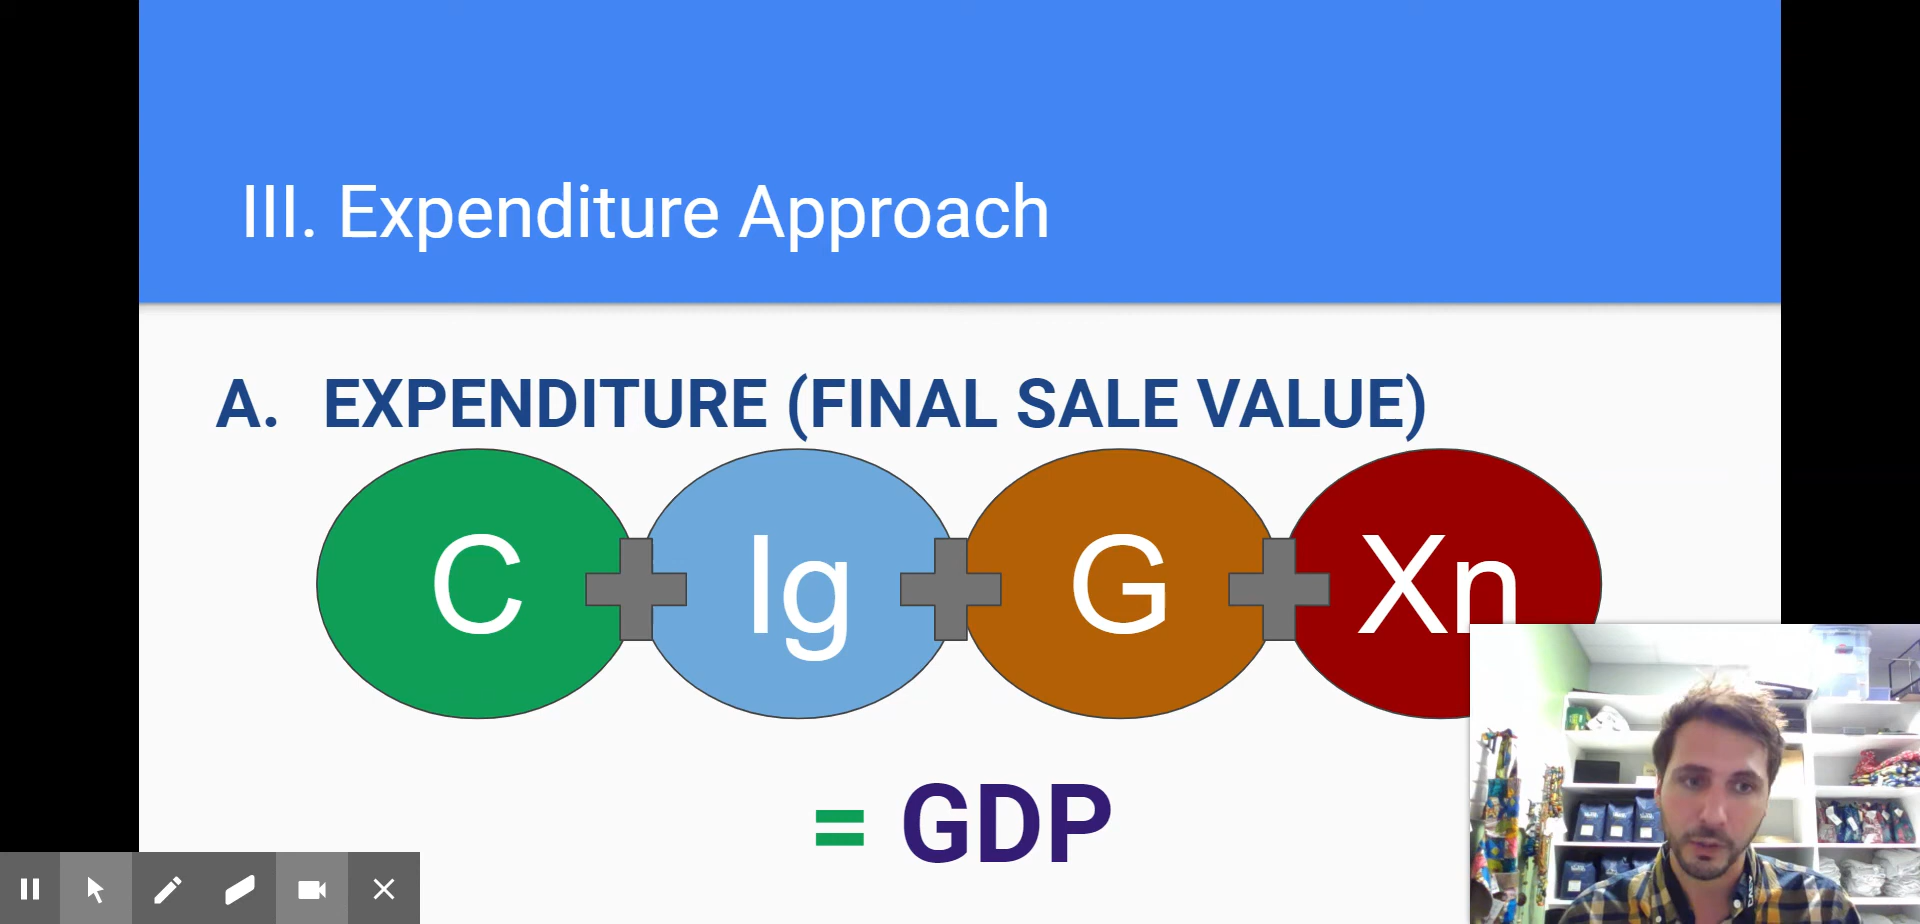 III. Expenditure Approach
A. EXPENDITURE (FINAL SALE VALUE)
C + Ig + G + Xn
= GDP